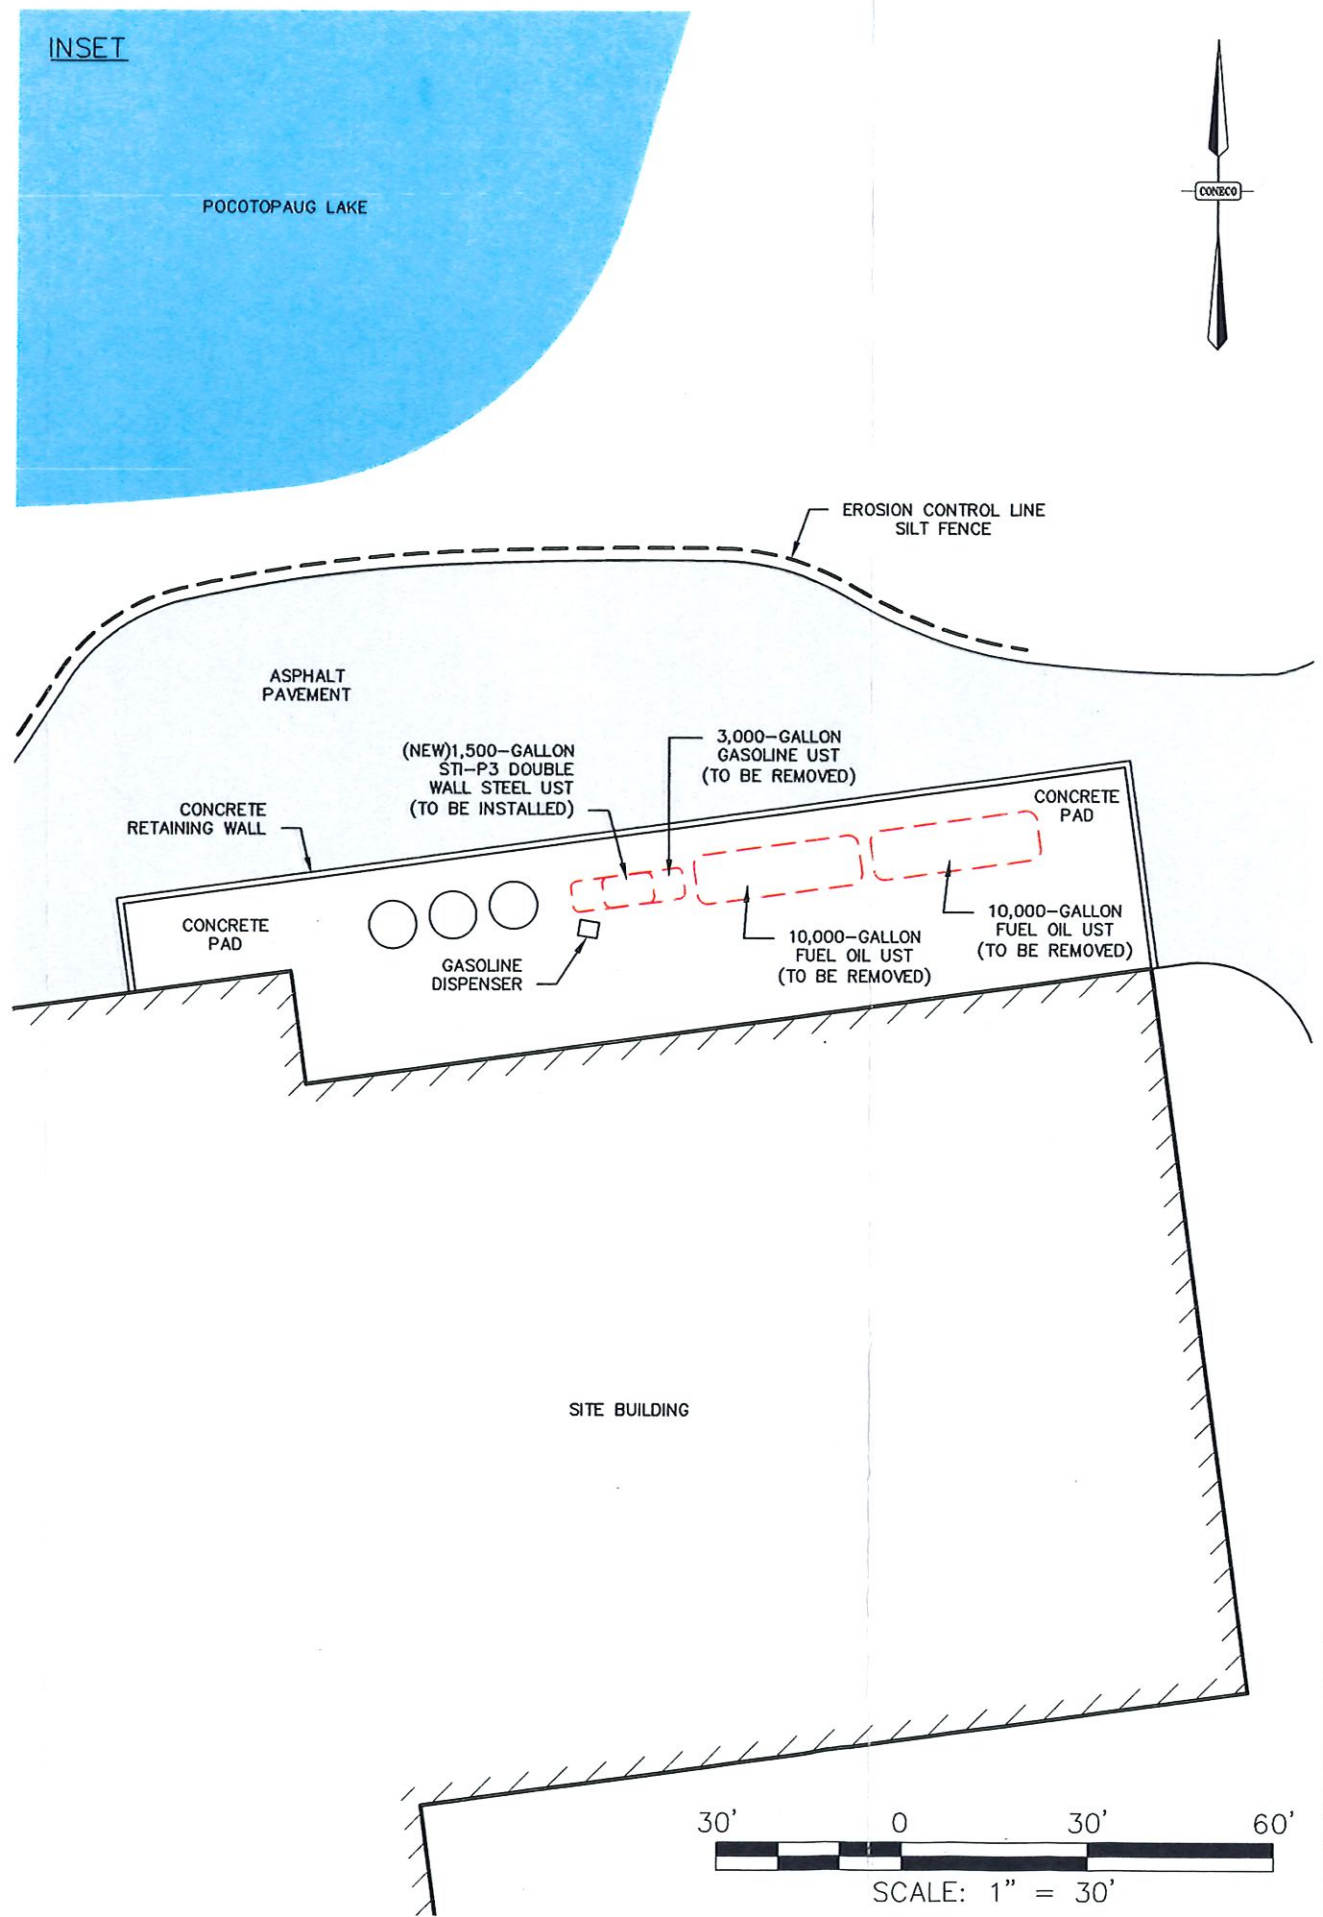 INSET
POCOTOPAUG LAKE
CONECO
EROSION CONTROL LINE
SILT FENCE
ASPHALT
PAVEMENT
(NEW)1,500-GALLON
STI-P3 DOUBLE
WALL STEEL UST
(TO BE INSTALLED)
3,000-GALLON
GASOLINE UST
(TO BE REMOVED)
CONCRETE
RETAINING WALL
CONCRETE
PAD
CONCRETE
PAD
GASOLINE
DISPENSER
10,000-GALLON
FUEL OIL UST
(TO BE REMOVED)
10,000-GALLON
FUEL OIL UST
(TO BE REMOVED)
SITE BUILDING
30' 0 30' 60'
SCALE: 1" = 30'